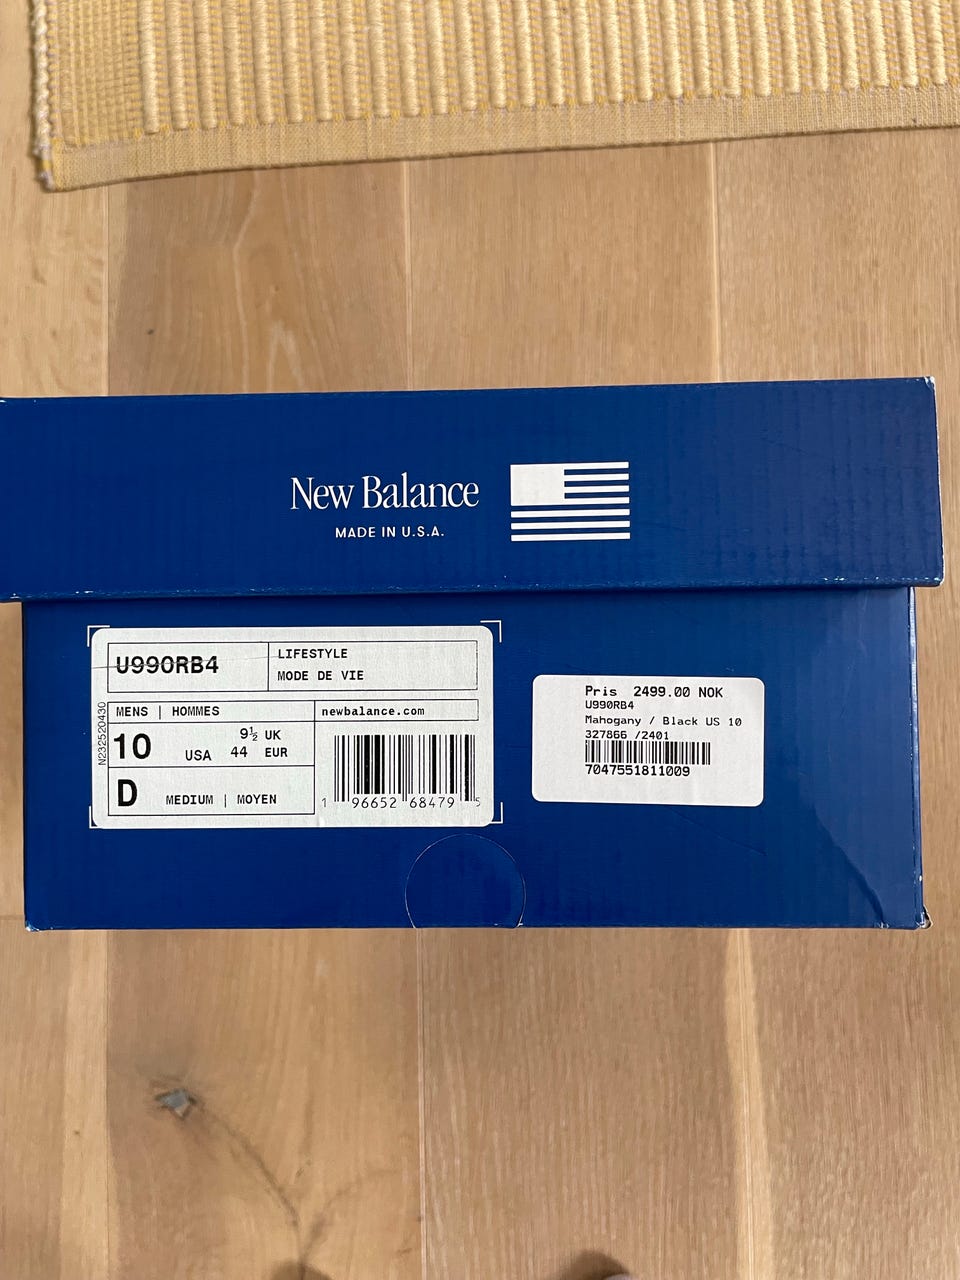 New Balance
MADE IN U.S.A.
U990RB4
LIFESTYLE
MODE DE VIE
MENS | HOMMES
newbalance.com
N232520430
10 USA 9½ UK
44 EUR
D MEDIUM | MOYEN
1 96652 68479 5
Pris 2499.00 NOK
U990RB4
Mahogany / Black US 10
327866 /2401
7047551811009